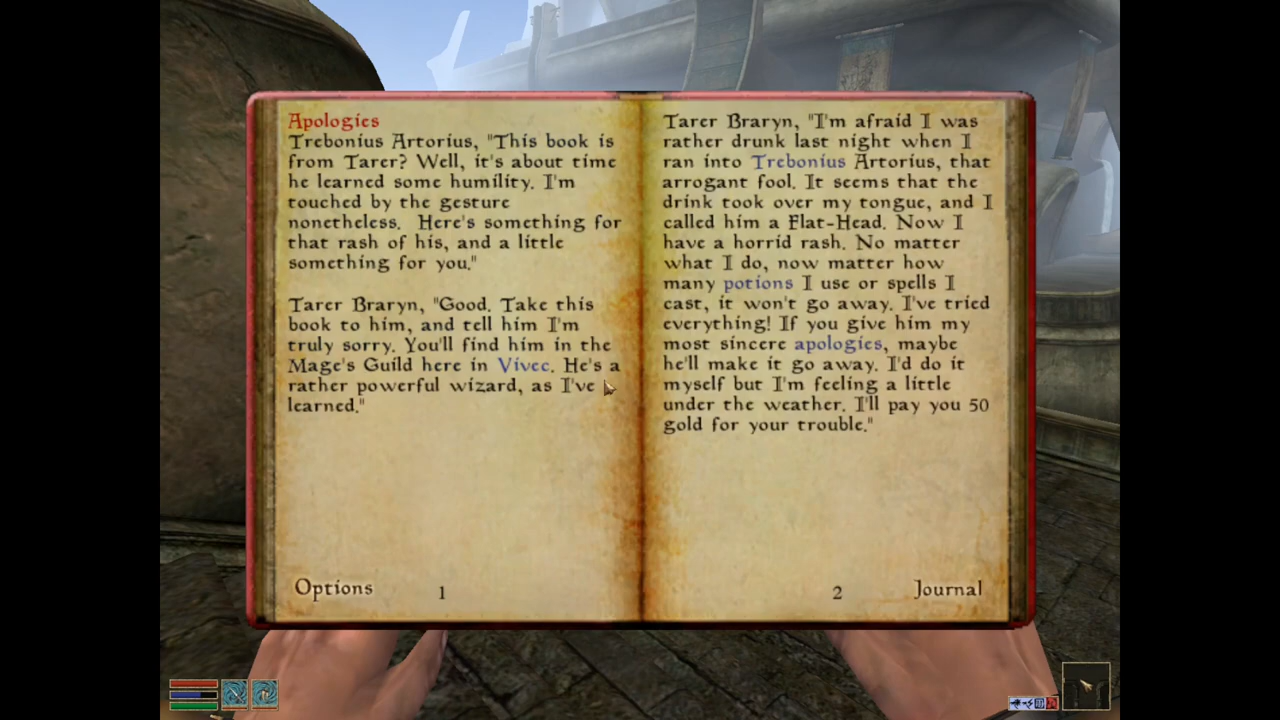 Apologies
Trebonius Artorius, "This book is
from Tarer? Well, it's about time
he learned some humility. I'm
touched by the gesture
nonetheless.  Here's something for
that rash of his, and a little
something for you."
Tarer Braryn, "Good. Take this
book to him, and tell him I'm
truly sorry. You'll find him in the
Mage's Guild here in Vivec. He's a
rather powerful wizard, as I've
learned."
Options
1
Tarer Braryn, "I'm afraid I was
rather drunk last night when I
ran into Trebonius Artorius, that
arrogant fool. It seems that the
drink took over my tongue, and I
called him a Flat-Head. Now I
have a horrid rash. No matter
what I do, now matter how
many potions I use or spells I
cast, it won't go away. I've tried
everything! If you give him my
most sincere apologies, maybe
he'll make it go away. I'd do it
myself but I'm feeling a little
under the weather. I'll pay you 50
gold for your trouble."
2
Journal